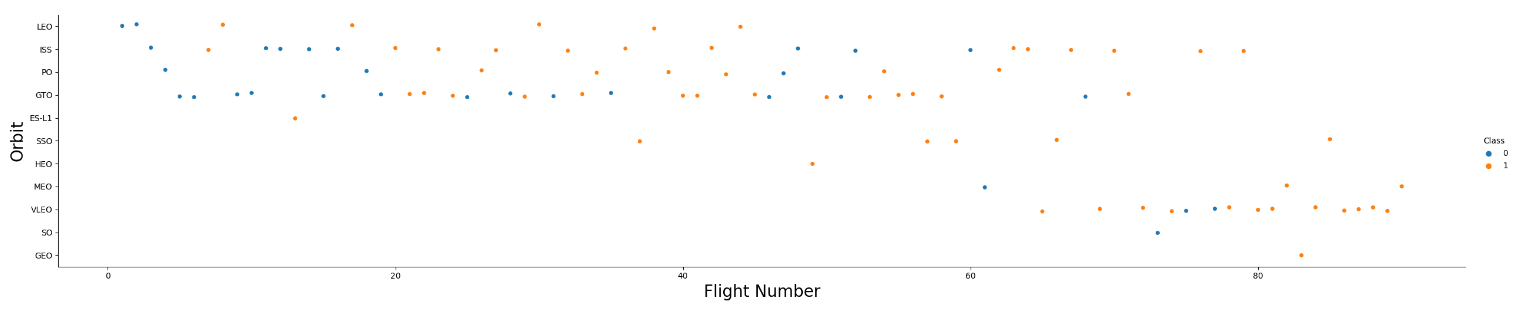 Orbit
LEO
ISS
PO
GTO
ES-L1
SSO
HEO
MEO
VLEO
SO
GEO
0 20 40 60 80
Flight Number
Class
0
1